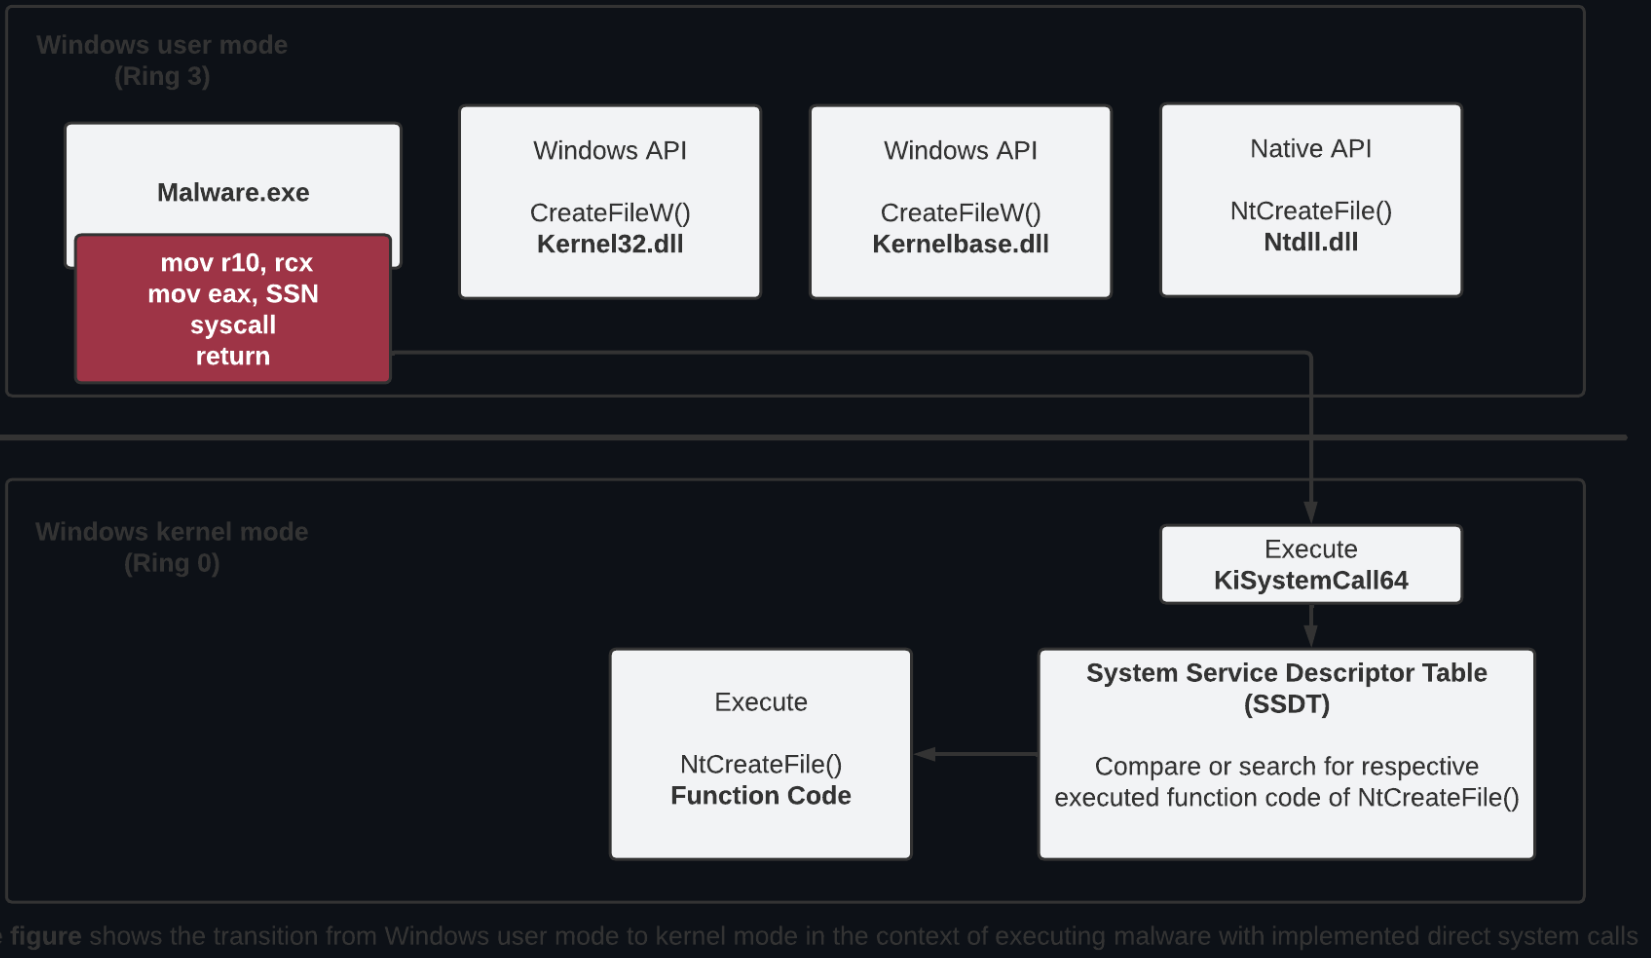 Windows user mode
(Ring 3)
Malware.exe
mov r10, rcx
mov eax, SSN
syscall
return
Windows API
CreateFileW()
Kernel32.dll
Windows API
CreateFileW()
Kernelbase.dll
Native API
NtCreateFile()
Ntdll.dll
Windows kernel mode
(Ring 0)
Execute
KiSystemCall64
System Service Descriptor Table
(SSDT)
Compare or search for respective
executed function code of NtCreateFile()
Execute
NtCreateFile()
Function Code
figure shows the transition from Windows user mode to kernel mode in the context of executing malware with implemented direct system calls